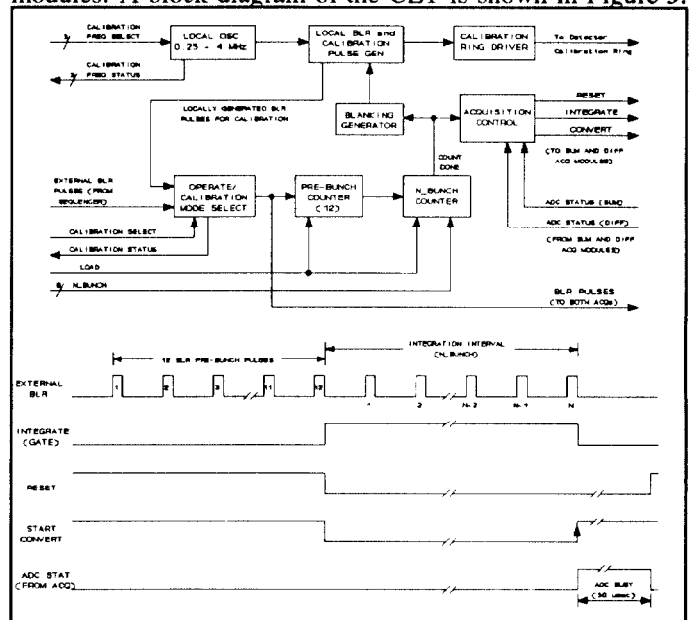 modules. A block diagram of the CET is shown in Figure 3.
CALIBRATION
FREQ SELECT
LOCAL OSC
0.25 - 4 MHz
LOCAL BLR and
CALIBRATION
PULSE GEN
CALIBRATION
RING DRIVER
To Detector
Calibration Ring
CALIBRATION
FREQ STATUS
LOCALLY GENERATED BLR
PULSES FOR CALIBRATION
BLANKING
GENERATOR
ACQUISITION
CONTROL
RESET
INTEGRATE
CONVERT
(TO SUM AND DIFF
ACQ MODULES)
COUNT
DONE
EXTERNAL BLR
PULSES (FROM
SEQUENCER)
OPERATE/
CALIBRATION
MODE SELECT
PRE-BUNCH
COUNTER
(12)
N_BUNCH
COUNTER
ADC STATUS (SUM)
ADC STATUS (DIFF)
(FROM SUM AND DIFF
ACQ MODULES)
CALIBRATION SELECT
CALIBRATION STATUS
LOAD
N_BUNCH
BLR PULSES
(TO BOTH ACQs)
12 BLR PRE-BUNCH PULSES
INTEGRATION INTERVAL
(N_BUNCH)
EXTERNAL
BLR
1 2 3 11 12 1 2 N-2 N-1 N
INTEGRATE
(GATE)
RESET
START
CONVERT
ADC STAT
(FROM ACQ)
ADC BUSY
(30 usec)